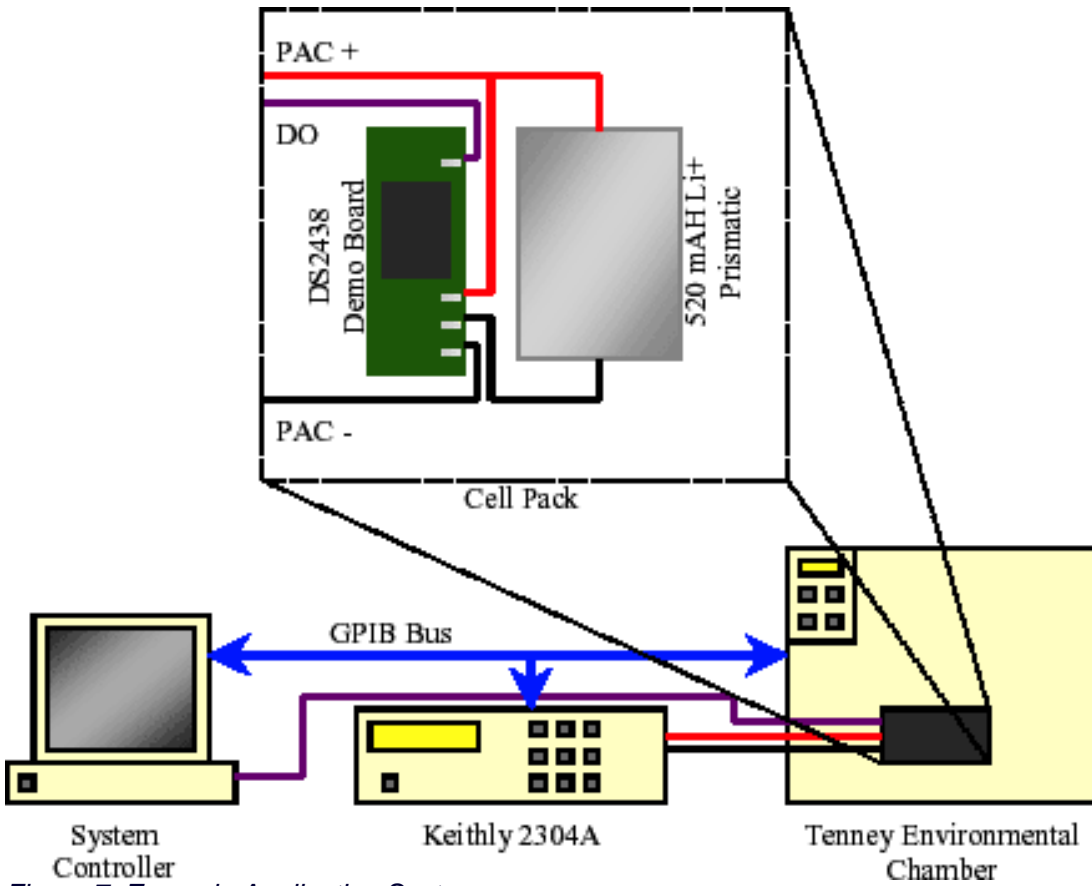 PAC +
DO
DS2438
Demo Board
520 mAH Li+
Prismatic
PAC -
Cell Pack
GPIB Bus
System
Controller
Keithly 2304A
Tenney Environmental
Chamber